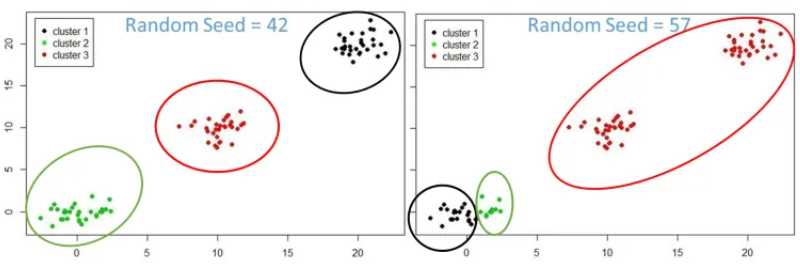 Random Seed = 42
cluster 1
cluster 2
cluster 3
20
15
10
5
0
0 5 10 15 20
Random Seed = 57
cluster 1
cluster 2
cluster 3
0 5 10 15 20